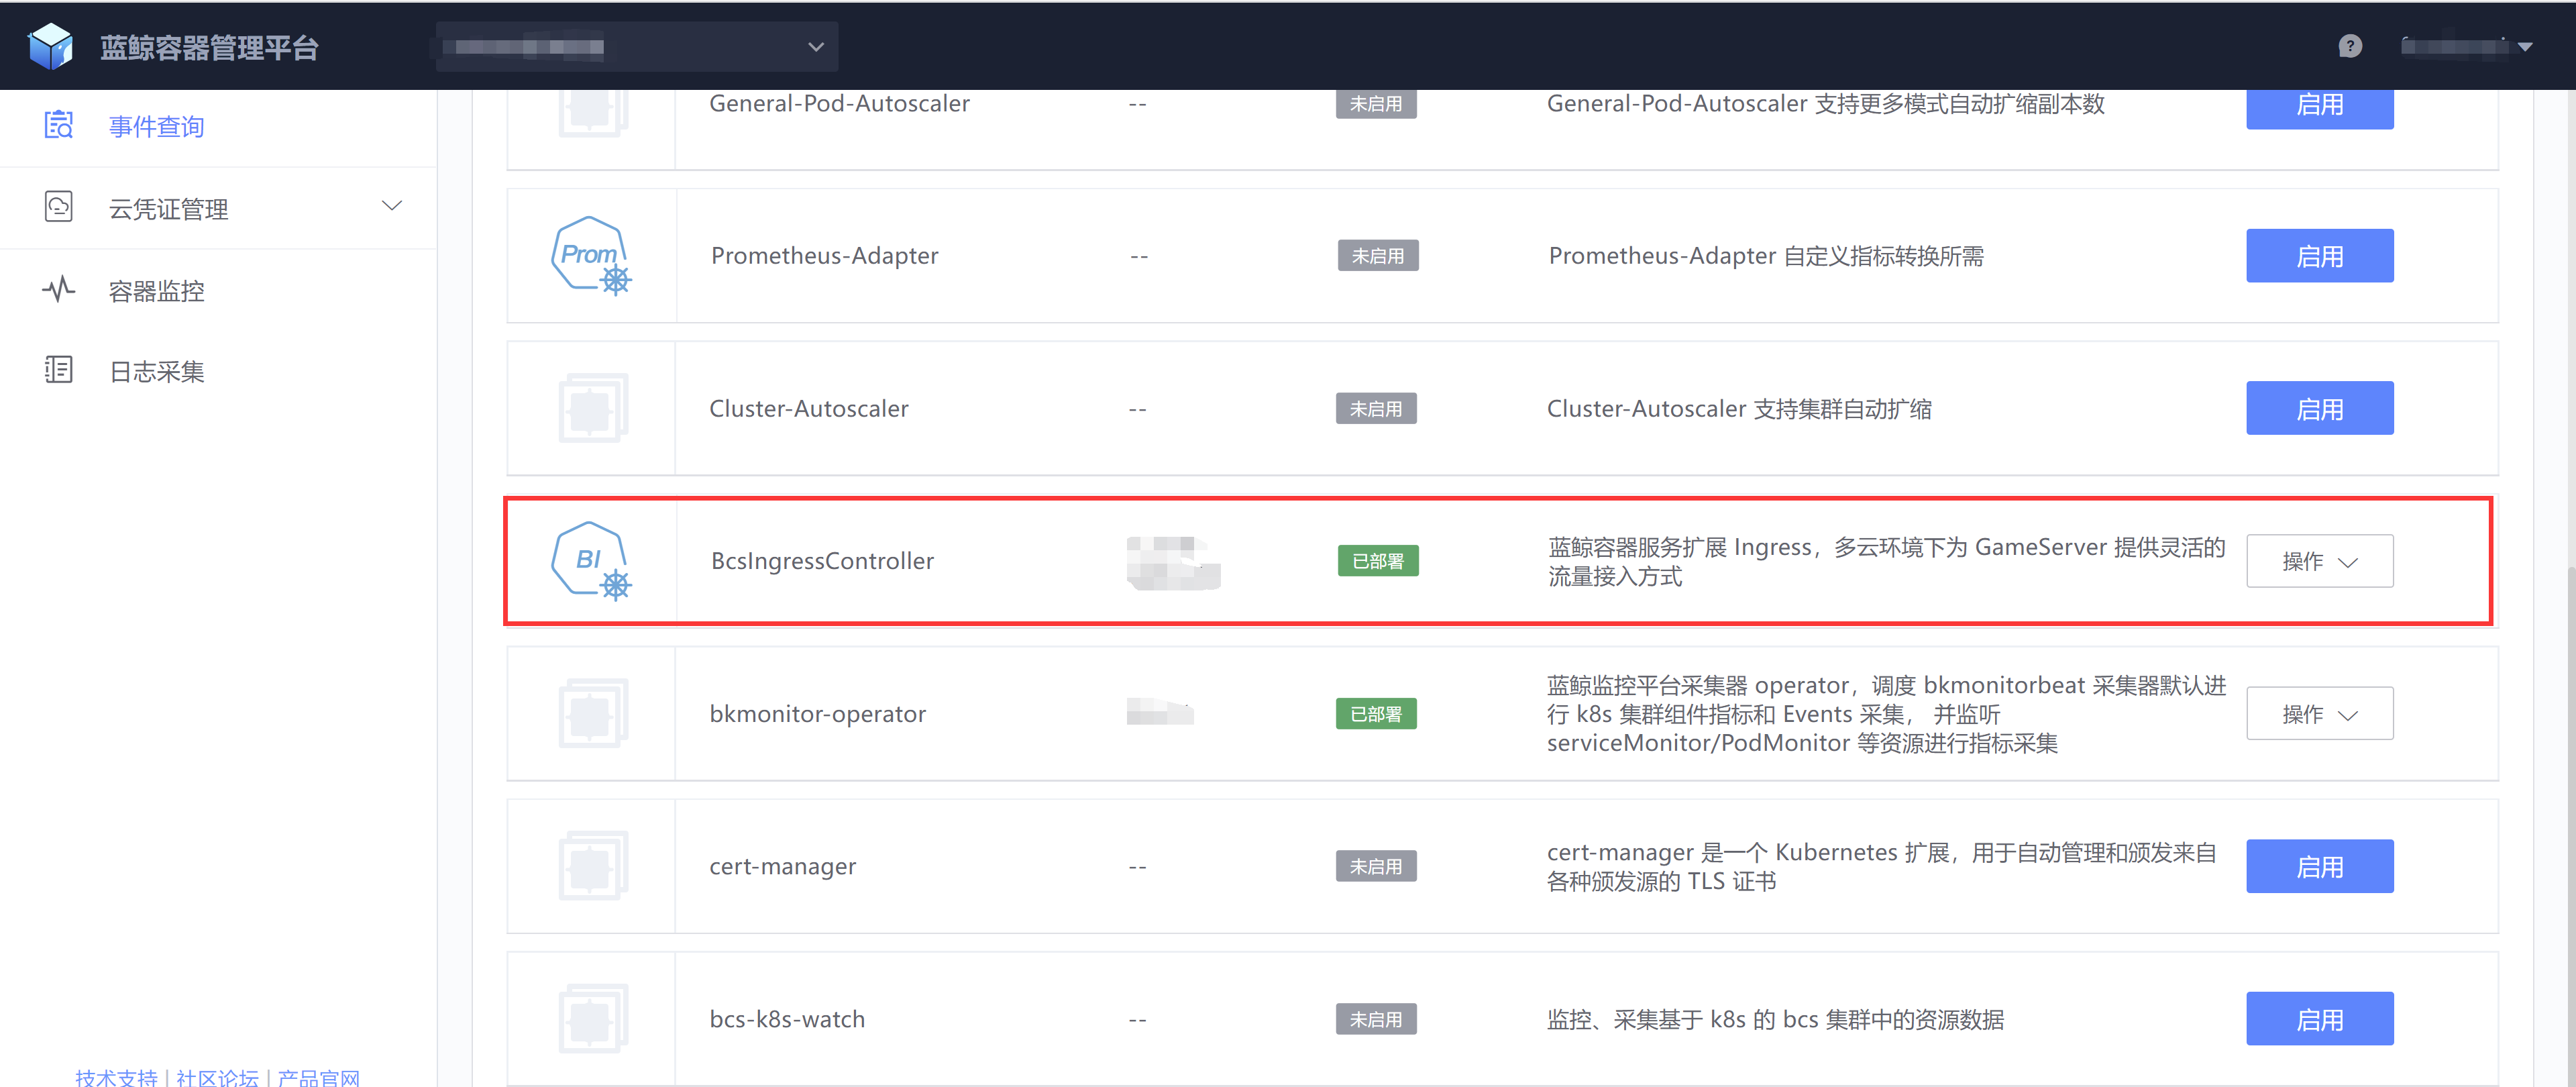 蓝鲸容器管理平台
?
事件查询
云凭证管理
容器监控
日志采集
技术支持 | 社区论坛 | 产品官网
General-Pod-Autoscaler -- 未启用 General-Pod-Autoscaler 支持更多模式自动扩缩副本数 启用
Prom
Prometheus-Adapter -- 未启用 Prometheus-Adapter 自定义指标转换所需 启用
Cluster-Autoscaler -- 未启用 Cluster-Autoscaler 支持集群自动扩缩 启用
BI
BcsIngressController 已部署 蓝鲸容器服务扩展 Ingress，多云环境下为 GameServer 提供灵活的
流量接入方式
操作
bkmonitor-operator 已部署 蓝鲸监控平台采集器 operator，调度 bkmonitorbeat 采集器默认进
行 k8s 集群组件指标和 Events 采集， 并监听
serviceMonitor/PodMonitor 等资源进行指标采集
操作
cert-manager -- 未启用 cert-manager 是一个 Kubernetes 扩展，用于自动管理和颁发来自
各种颁发源的 TLS 证书
启用
bcs-k8s-watch -- 未启用 监控、采集基于 k8s 的 bcs 集群中的资源数据 启用